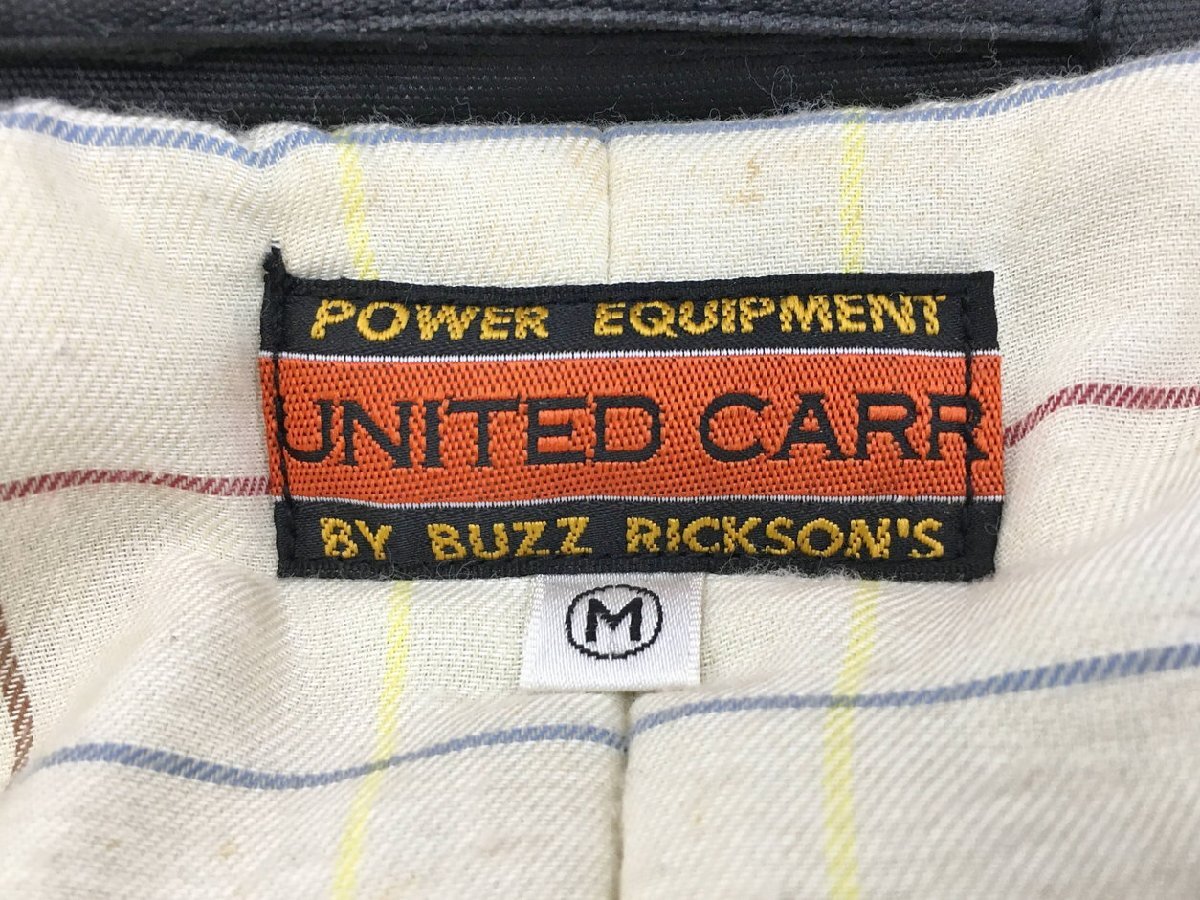 POWER EQUIPMENT
UNITED CARR
BY BUZZ RICKSON'S
M